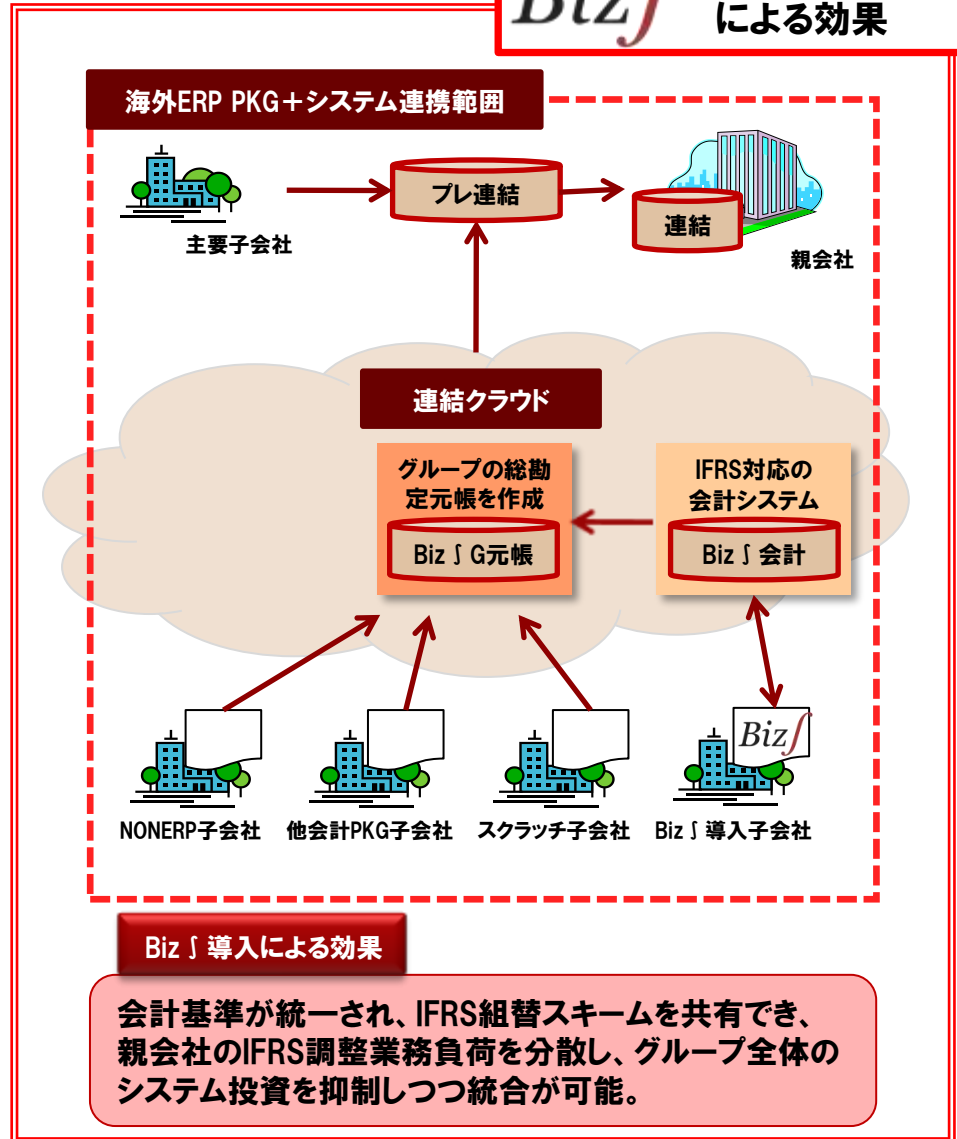 Biz∫
による効果
海外ERP PKG＋システム連携範囲
プレ連結
連結
主要子会社
親会社
連結クラウド
グループの総勘
定元帳を作成
Biz∫G元帳
IFRS対応の
会計システム
Biz∫会計
Biz∫
NONERP子会社
他会計PKG子会社
スクラッチ子会社
Biz∫導入子会社
Biz∫導入による効果
会計基準が統一され、IFRS組替スキームを共有でき、
親会社のIFRS調整業務負荷を分散し、グループ全体の
システム投資を抑制しつつ統合が可能。